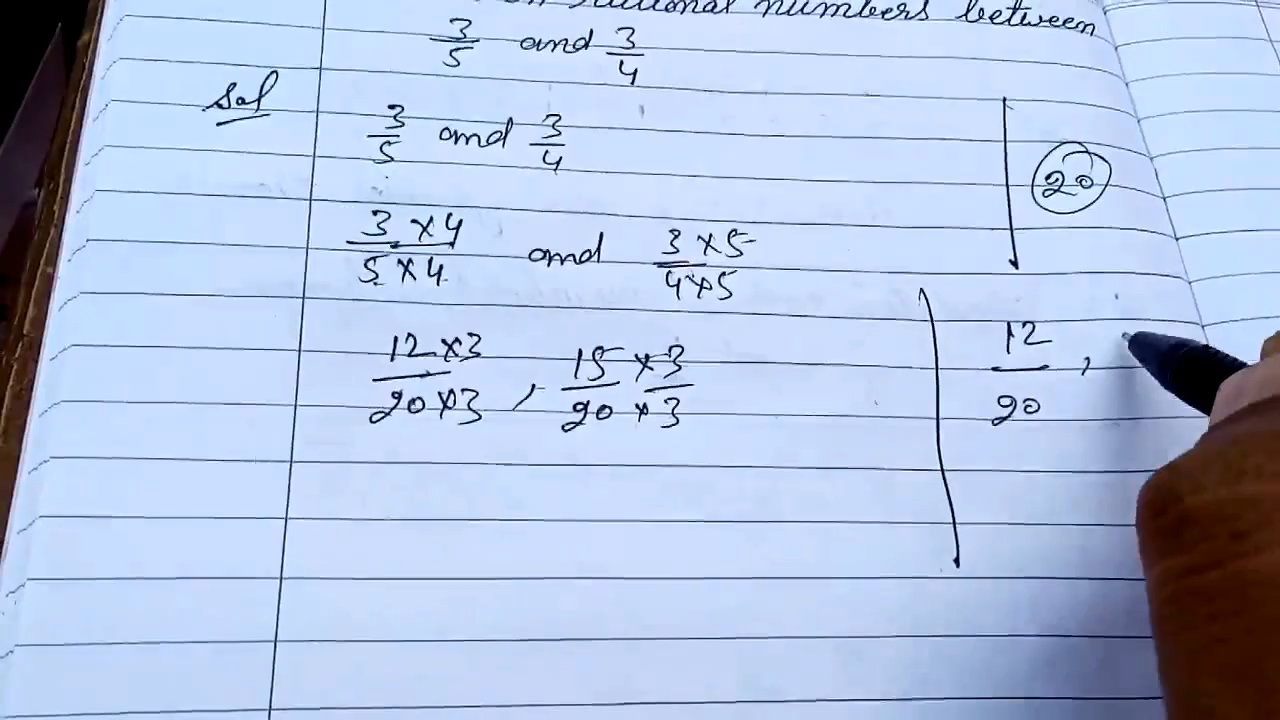 rational numbers between
3/5 and 3/4
Sol
3/5 and 3/4
20
3 × 4 / 5 × 4 and 3 × 5 / 4 × 5
12 × 3 / 20 × 3 , 15 × 3 / 20 × 3
12 / 20 ,